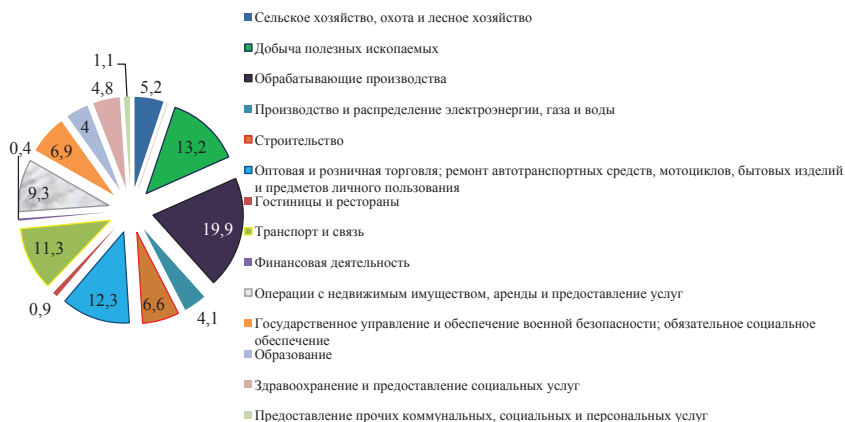 Сельское хозяйство, охота и лесное хозяйство
Добыча полезных ископаемых
Обрабатывающие производства
Производство и распределение электроэнергии, газа и воды
Строительство
Оптовая и розничная торговля; ремонт автотранспортных средств, мотоциклов, бытовых изделий
и предметов личного пользования
Гостиницы и рестораны
Транспорт и связь
Финансовая деятельность
Операции с недвижимым имуществом, аренды и предоставление услуг
Государственное управление и обеспечение военной безопасности; обязательное социальное
обеспечение
Образование
Здравоохранение и предоставление социальных услуг
Предоставление прочих коммунальных, социальных и персональных услуг
5,2
13,2
19,9
4,1
6,6
12,3
0,9
11,3
0,4
9,3
6,9
4
4,8
1,1